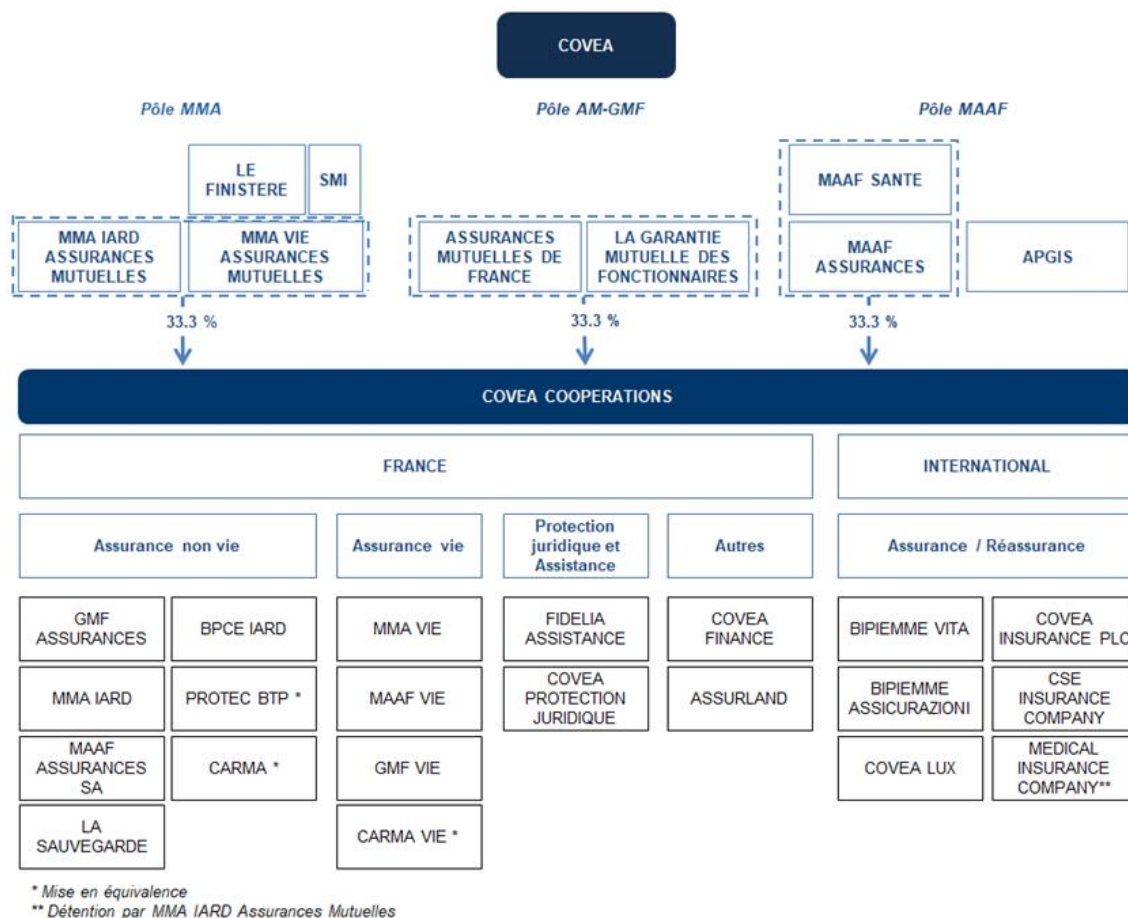 COVEA
Pôle MMA
Pôle AM-GMF
Pôle MAAF
LE
FINISTERE
SMI
MAAF SANTE
MMA IARD
ASSURANCES
MUTUELLES
MMA VIE
ASSURANCES
MUTUELLES
ASSURANCES
MUTUELLES DE
FRANCE
LA GARANTIE
MUTUELLE DES
FONCTIONNAIRES
MAAF
ASSURANCES
APGIS
33.3 %
33.3 %
33.3 %
COVEA COOPERATIONS
FRANCE
INTERNATIONAL
Assurance non vie
Assurance vie
Protection
juridique et
Assistance
Autres
Assurance / Réassurance
GMF
ASSURANCES
BPCE IARD
MMA VIE
FIDELIA
ASSISTANCE
COVEA
FINANCE
BIPIEMME VITA
COVEA
INSURANCE PLC
MMA IARD
PROTEC BTP *
MAAF VIE
COVEA
PROTECTION
JURIDIQUE
ASSURLAND
BIPIEMME
ASSICURAZIONI
CSE
INSURANCE
COMPANY
MAAF
ASSURANCES
SA
CARMA *
GMF VIE
COVEA LUX
MEDICAL
INSURANCE
COMPANY**
LA
SAUVEGARDE
CARMA VIE *
* Mise en équivalence
** Détention par MMA IARD Assurances Mutuelles